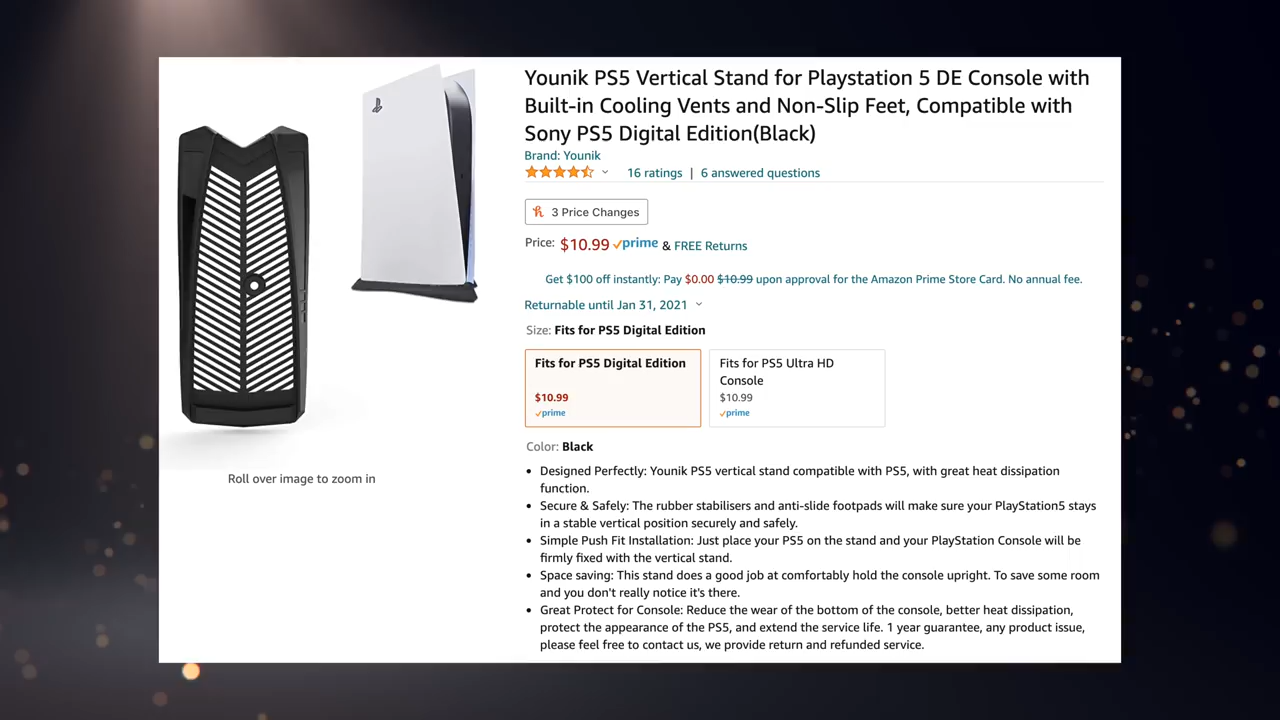 Younik PS5 Vertical Stand for Playstation 5 DE Console with
Built-in Cooling Vents and Non-Slip Feet, Compatible with
Sony PS5 Digital Edition(Black)
Brand: Younik
16 ratings | 6 answered questions
3 Price Changes
Price: $10.99 prime & FREE Returns
Get $100 off instantly: Pay $0.00 $10.99 upon approval for the Amazon Prime Store Card. No annual fee.
Returnable until Jan 31, 2021
Size: Fits for PS5 Digital Edition
Fits for PS5 Digital Edition
$10.99
prime
Fits for PS5 Ultra HD
Console
$10.99
prime
Color: Black
Roll over image to zoom in
• Designed Perfectly: Younik PS5 vertical stand compatible with PS5, with great heat dissipation
function.
• Secure & Safely: The rubber stabilisers and anti-slide footpads will make sure your PlayStation5 stays
in a stable vertical position securely and safely.
• Simple Push Fit Installation: Just place your PS5 on the stand and your PlayStation Console will be
firmly fixed with the vertical stand.
• Space saving: This stand does a good job at comfortably hold the console upright. To save some room
and you don't really notice it's there.
• Great Protect for Console: Reduce the wear of the bottom of the console, better heat dissipation,
protect the appearance of the PS5, and extend the service life. 1 year guarantee, any product issue,
please feel free to contact us, we provide return and refunded service.